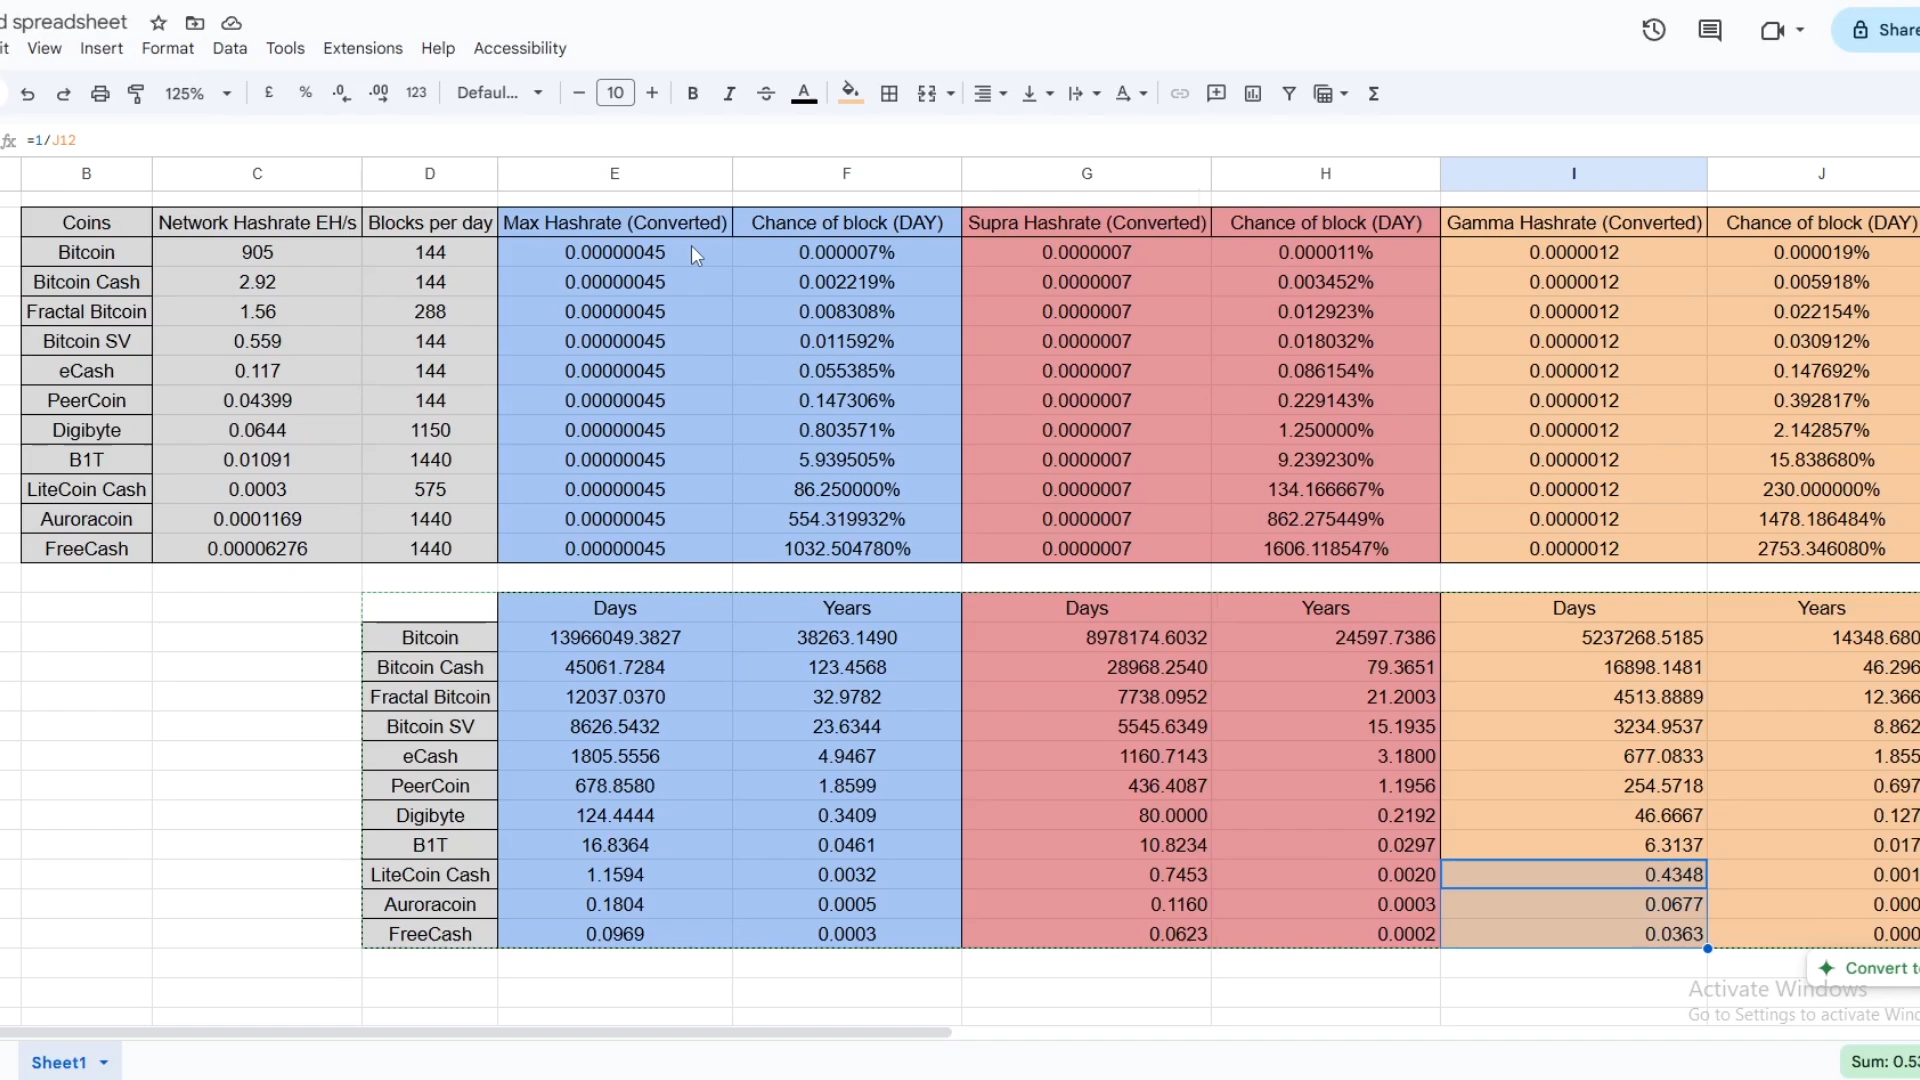 d spreadsheet
it View Insert Format Data Tools Extensions Help Accessibility
Share
125% £ % .0 .00 123 Defaul... − 10 + B I A
fx =1/J12
B C D E F G H I J
Coins Network Hashrate EH/s Blocks per day Max Hashrate (Converted) Chance of block (DAY) Supra Hashrate (Converted) Chance of block (DAY) Gamma Hashrate (Converted) Chance of block (DAY)
Bitcoin 905 144 0.00000045 0.000007% 0.0000007 0.000011% 0.0000012 0.000019%
Bitcoin Cash 2.92 144 0.00000045 0.002219% 0.0000007 0.003452% 0.0000012 0.005918%
Fractal Bitcoin 1.56 288 0.00000045 0.008308% 0.0000007 0.012923% 0.0000012 0.022154%
Bitcoin SV 0.559 144 0.00000045 0.011592% 0.0000007 0.018032% 0.0000012 0.030912%
eCash 0.117 144 0.00000045 0.055385% 0.0000007 0.086154% 0.0000012 0.147692%
PeerCoin 0.04399 144 0.00000045 0.147306% 0.0000007 0.229143% 0.0000012 0.392817%
Digibyte 0.0644 1150 0.00000045 0.803571% 0.0000007 1.250000% 0.0000012 2.142857%
B1T 0.01091 1440 0.00000045 5.939505% 0.0000007 9.239230% 0.0000012 15.838680%
LiteCoin Cash 0.0003 575 0.00000045 86.250000% 0.0000007 134.166667% 0.0000012 230.000000%
Auroracoin 0.0001169 1440 0.00000045 554.319932% 0.0000007 862.275449% 0.0000012 1478.186484%
FreeCash 0.00006276 1440 0.00000045 1032.504780% 0.0000007 1606.118547% 0.0000012 2753.346080%
Days Years Days Years Days Years
Bitcoin 13966049.3827 38263.1490 8978174.6032 24597.7386 5237268.5185 14348.680
Bitcoin Cash 45061.7284 123.4568 28968.2540 79.3651 16898.1481 46.296
Fractal Bitcoin 12037.0370 32.9782 7738.0952 21.2003 4513.8889 12.366
Bitcoin SV 8626.5432 23.6344 5545.6349 15.1935 3234.9537 8.862
eCash 1805.5556 4.9467 1160.7143 3.1800 677.0833 1.855
PeerCoin 678.8580 1.8599 436.4087 1.1956 254.5718 0.697
Digibyte 124.4444 0.3409 80.0000 0.2192 46.6667 0.127
B1T 16.8364 0.0461 10.8234 0.0297 6.3137 0.017
LiteCoin Cash 1.1594 0.0032 0.7453 0.0020 0.4348 0.001
Auroracoin 0.1804 0.0005 0.1160 0.0003 0.0677 0.000
FreeCash 0.0969 0.0003 0.0623 0.0002 0.0363 0.000
Convert to
Activate Windows
Go to Settings to activate Wind
Sheet1
Sum: 0.53